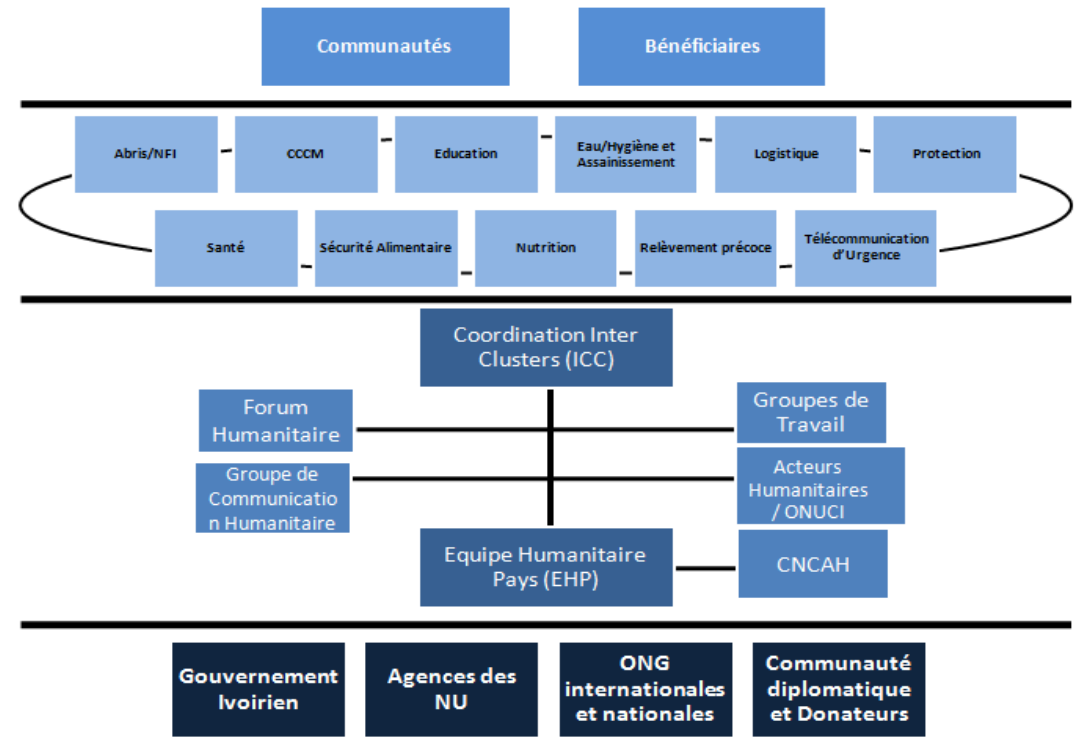 Communautés
Bénéficiaires
Abris/NFI
CCCM
Education
Eau/Hygiène et
Assainissement
Logistique
Protection
Santé
Sécurité Alimentaire
Nutrition
Relèvement précoce
Télécommunication
d'Urgence
Coordination Inter
Clusters (ICC)
Forum
Humanitaire
Groupes de
Travail
Groupe de
Communicatio
n Humanitaire
Acteurs
Humanitaires
/ ONUCI
Equipe Humanitaire
Pays (EHP)
CNCAH
Gouvernement
Ivoirien
Agences des
NU
ONG
internationales
et nationales
Communauté
diplomatique
et Donateurs